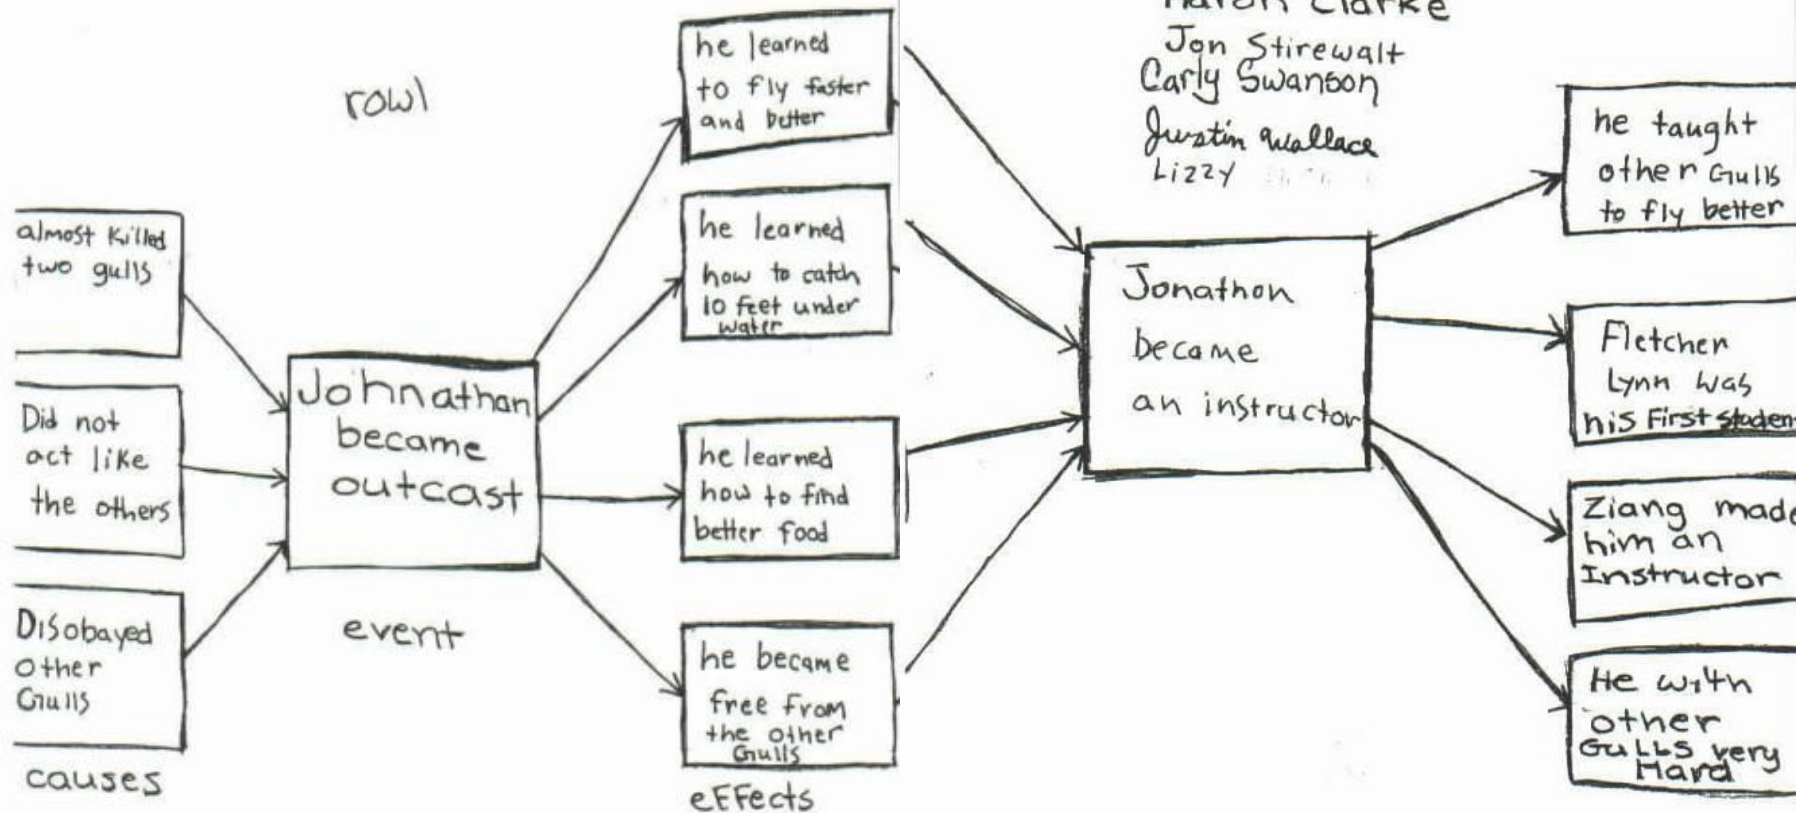 rowl
almost killed
two gulls
Did not
act like
the others
Disobayed
other
Gulls
causes
Johnathan
became
outcast
event
he learned
to fly faster
and better
he learned
how to catch
10 feet under
water
he learned
how to find
better food
he became
free from
the other
Gulls
effects
Clarke
Jon Stirewalt
Carly Swanson
Justin Wallace
Lizzy
Jonathon
became
an instructor
he taught
other Gulls
to fly better
Fletcher
Lynn was
his First studen
Ziang made
him an
Instructor
He with
other
Gulls very
Hard